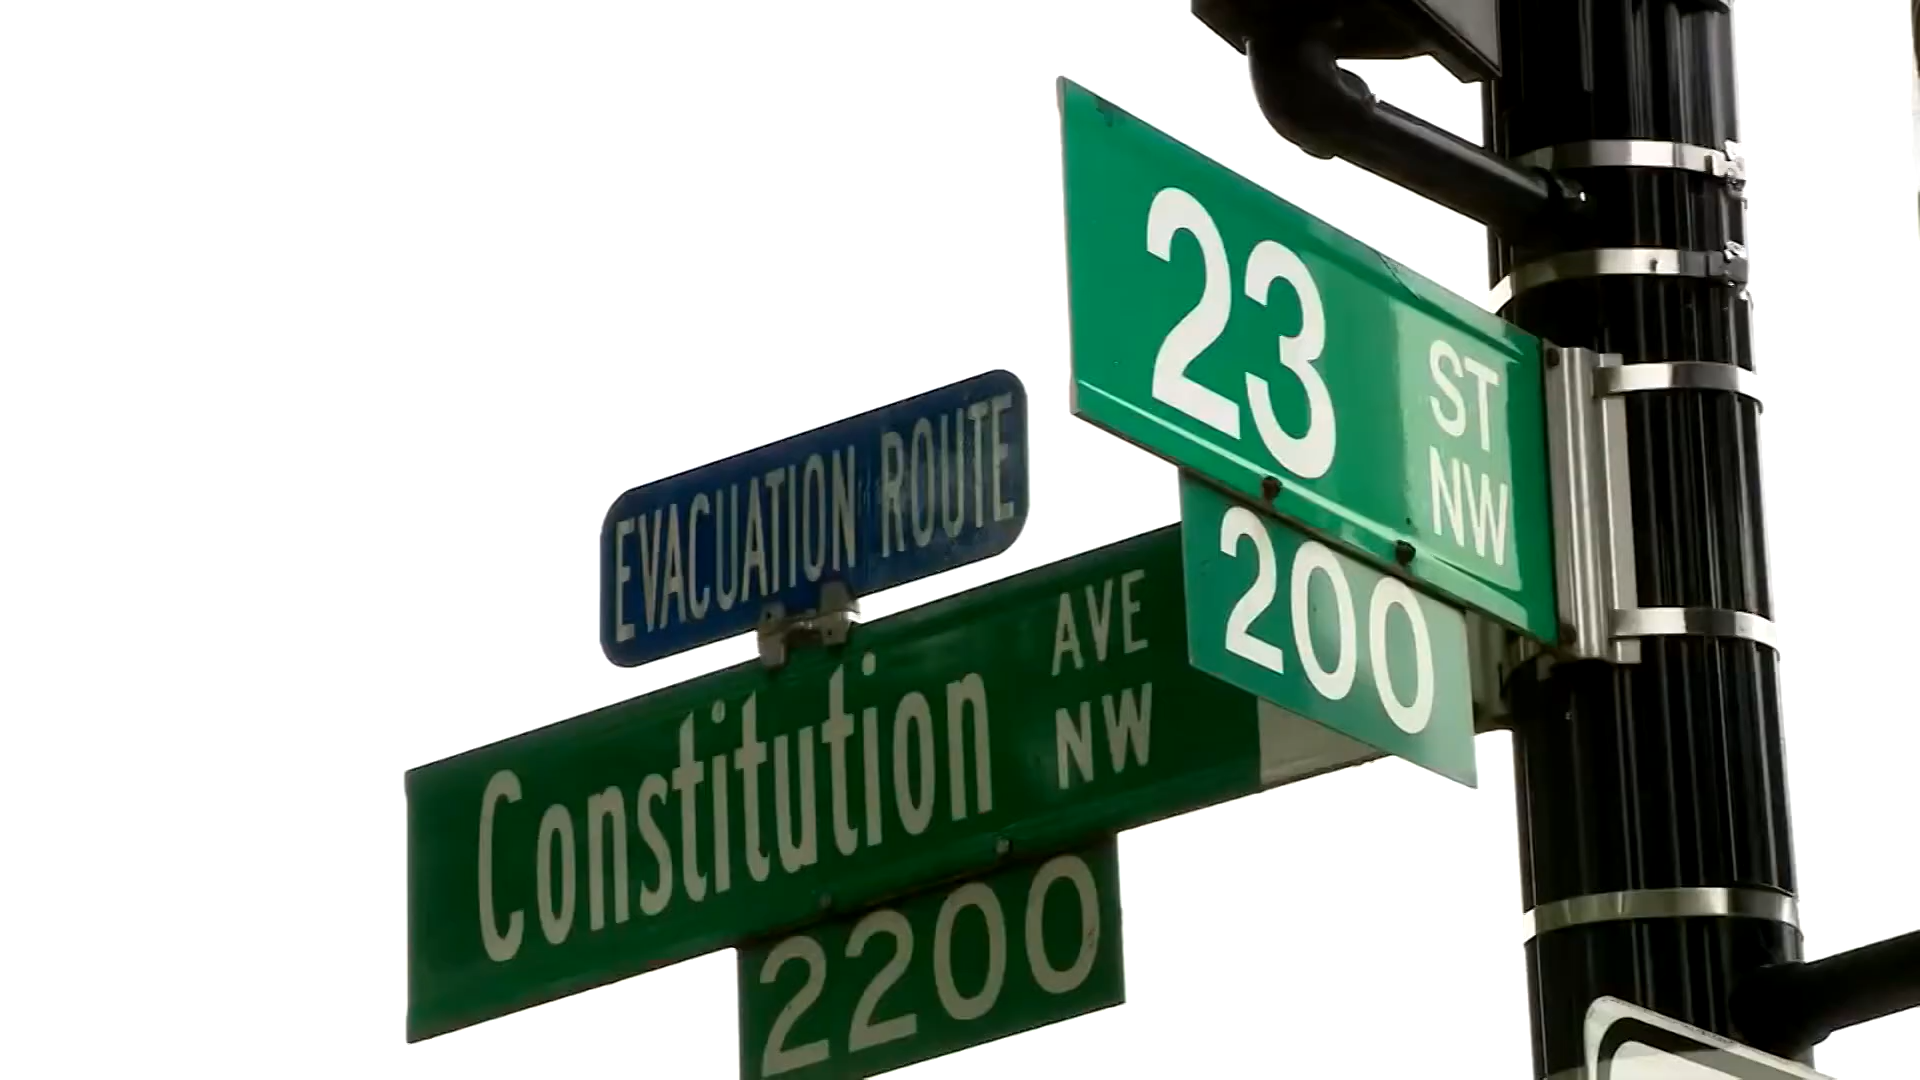 23 ST
NW
200
EVACUATION ROUTE
Constitution AVE
NW
2200